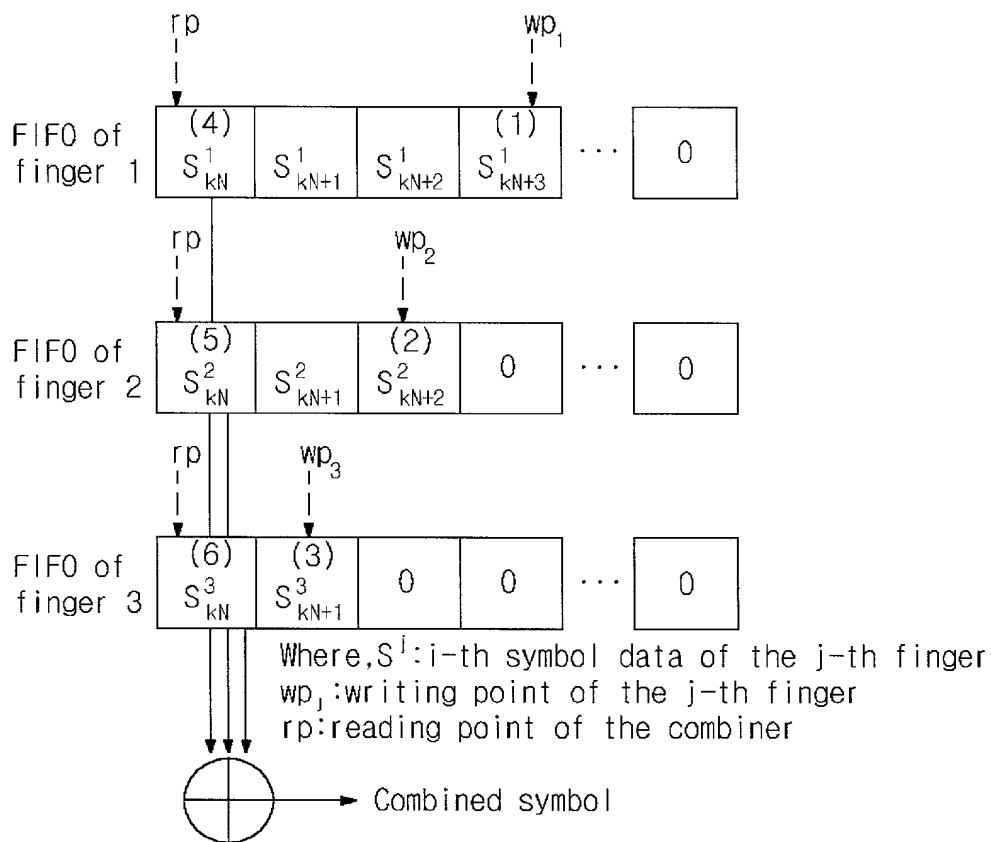 rp wp₁
FIFO of finger 1
(4) (1)
S¹kN S¹kN+1 S¹kN+2 S¹kN+3 ··· 0
rp wp₂
FIFO of finger 2
(5) (2)
S²kN S²kN+1 S²kN+2 0 ··· 0
rp wp₃
FIFO of finger 3
(6) (3)
S³kN S³kN+1 0 0 ··· 0
Where,Sʲ:i-th symbol data of the j-th finger
wpⱼ:writing point of the j-th finger
rp:reading point of the combiner
Combined symbol